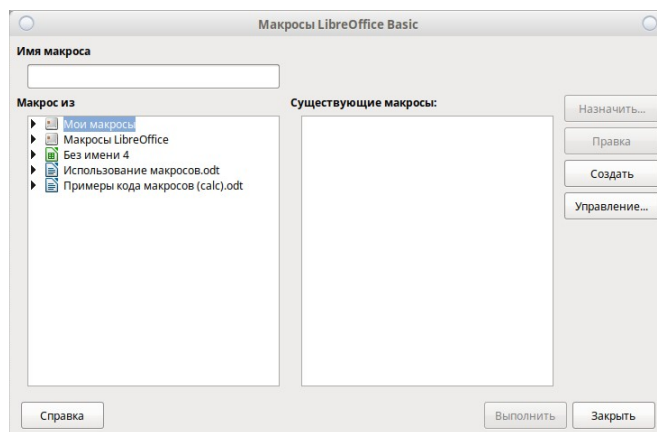 Макросы LibreOffice Basic
Имя макроса
Макрос из
Существующие макросы:
Мои макросы
Макросы LibreOffice
Без имени 4
Использование макросов.odt
Примеры кода макросов (calc).odt
Назначить...
Правка
Создать
Управление...
Справка
Выполнить
Закрыть